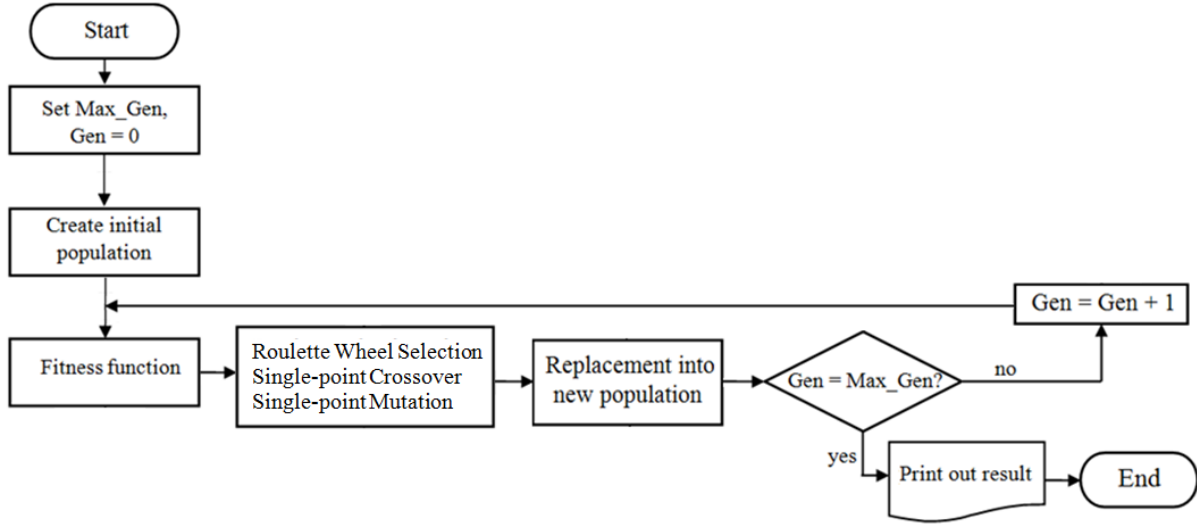 Start
Set Max_Gen,
Gen = 0
Create initial
population
Gen = Gen + 1
Fitness function
Roulette Wheel Selection
Single-point Crossover
Single-point Mutation
Replacement into
new population
Gen = Max_Gen?
no
yes
Print out result
End